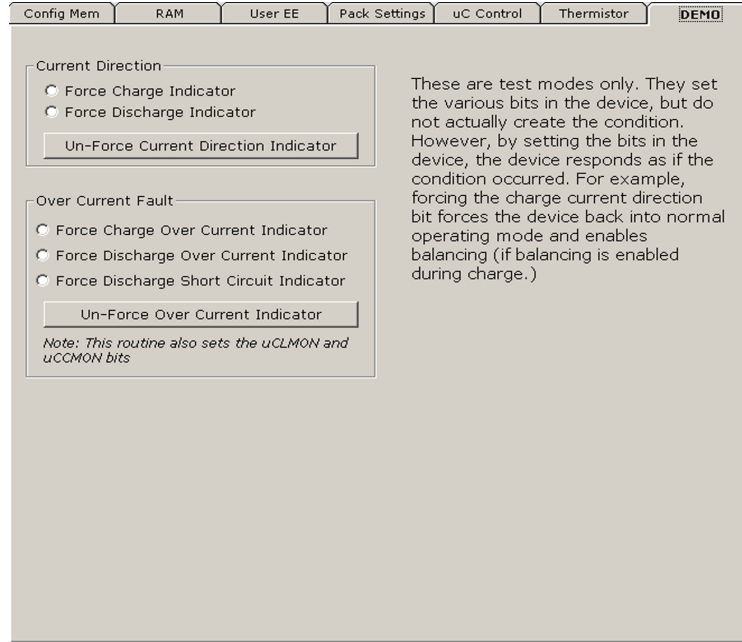 Config Mem RAM User EE Pack Settings uC Control Thermistor DEMO
Current Direction
Force Charge Indicator
Force Discharge Indicator
Un-Force Current Direction Indicator
Over Current Fault
Force Charge Over Current Indicator
Force Discharge Over Current Indicator
Force Discharge Short Circuit Indicator
Un-Force Over Current Indicator
Note: This routine also sets the uCLMON and
uCCMON bits
These are test modes only. They set
the various bits in the device, but do
not actually create the condition.
However, by setting the bits in the
device, the device responds as if the
condition occurred. For example,
forcing the charge current direction
bit forces the device back into normal
operating mode and enables
balancing (if balancing is enabled
during charge.)